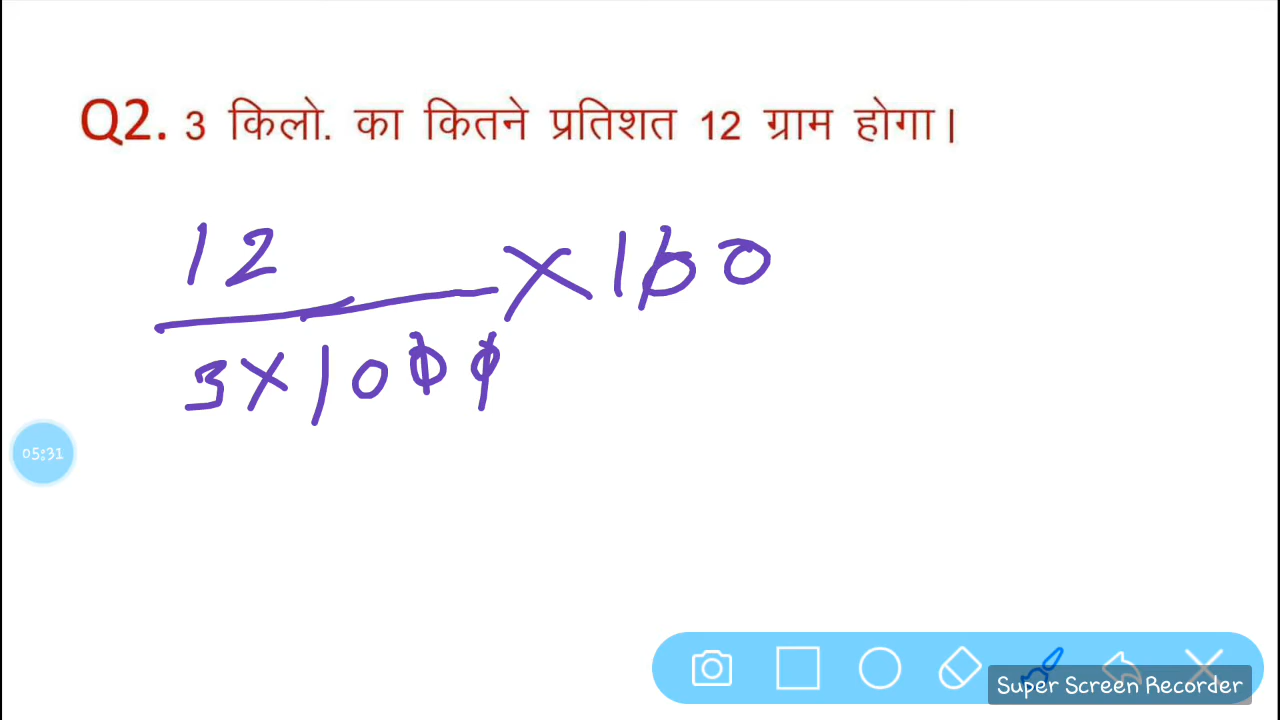 Q2. 3 किलो. का कितने प्रतिशत 12 ग्राम होगा।
12
× 100
3×1000
05:31
Super Screen Recorder